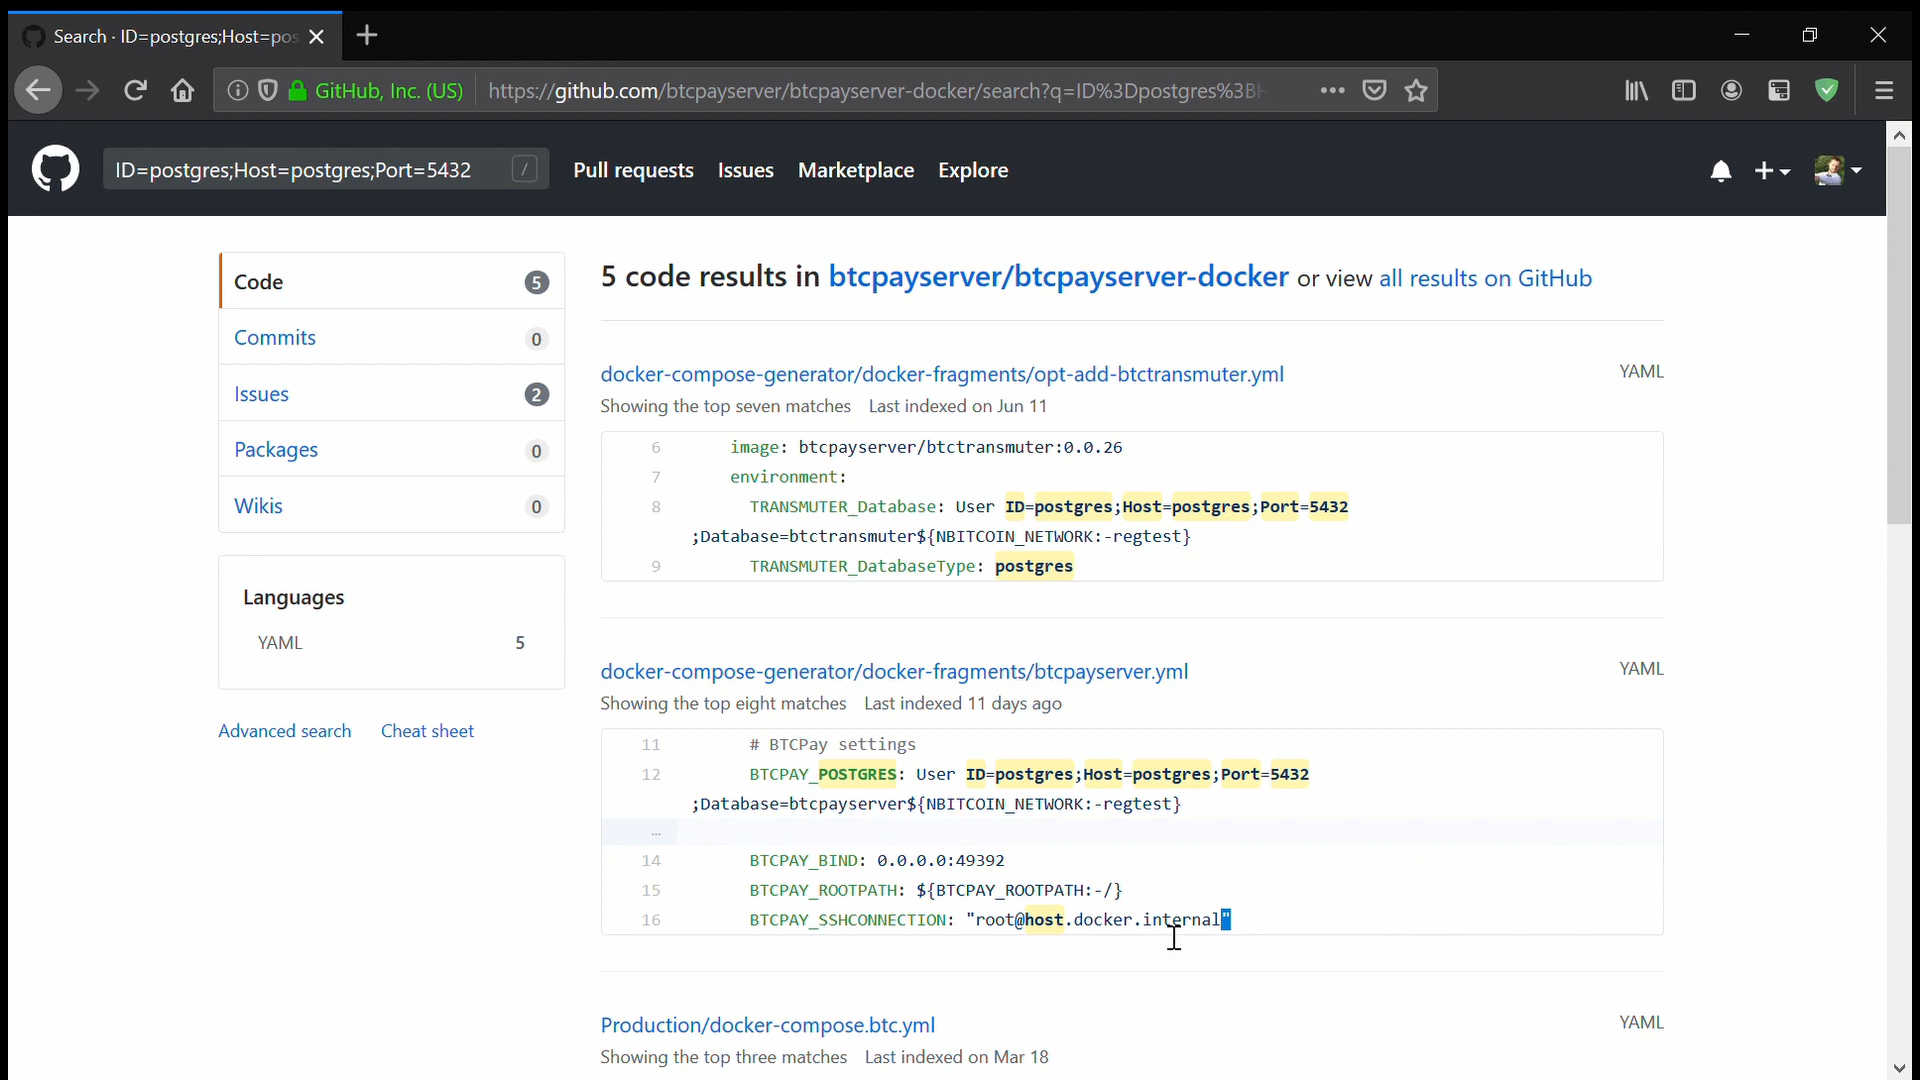 Search · ID=postgres;Host=pos
GitHub, Inc. (US) https://github.com/btcpayserver/btcpayserver-docker/search?q=ID%3Dpostgres%3BH
ID=postgres;Host=postgres;Port=5432 / Pull requests Issues Marketplace Explore
Code 5
Commits 0
Issues 2
Packages 0
Wikis 0
Languages
YAML 5
Advanced search Cheat sheet
5 code results in btcpayserver/btcpayserver-docker or view all results on GitHub
docker-compose-generator/docker-fragments/opt-add-btctransmuter.yml YAML
Showing the top seven matches Last indexed on Jun 11
6 image: btcpayserver/btctransmuter:0.0.26
7 environment:
8 TRANSMUTER_Database: User ID=postgres;Host=postgres;Port=5432
;Database=btctransmuter${NBITCOIN_NETWORK:-regtest}
9 TRANSMUTER_DatabaseType: postgres
docker-compose-generator/docker-fragments/btcpayserver.yml YAML
Showing the top eight matches Last indexed 11 days ago
11 # BTCPay settings
12 BTCPAY_POSTGRES: User ID=postgres;Host=postgres;Port=5432
;Database=btcpayserver${NBITCOIN_NETWORK:-regtest}
…
14 BTCPAY_BIND: 0.0.0.0:49392
15 BTCPAY_ROOTPATH: ${BTCPAY_ROOTPATH:-/}
16 BTCPAY_SSHCONNECTION: "root@host.docker.internal"
Production/docker-compose.btc.yml YAML
Showing the top three matches Last indexed on Mar 18